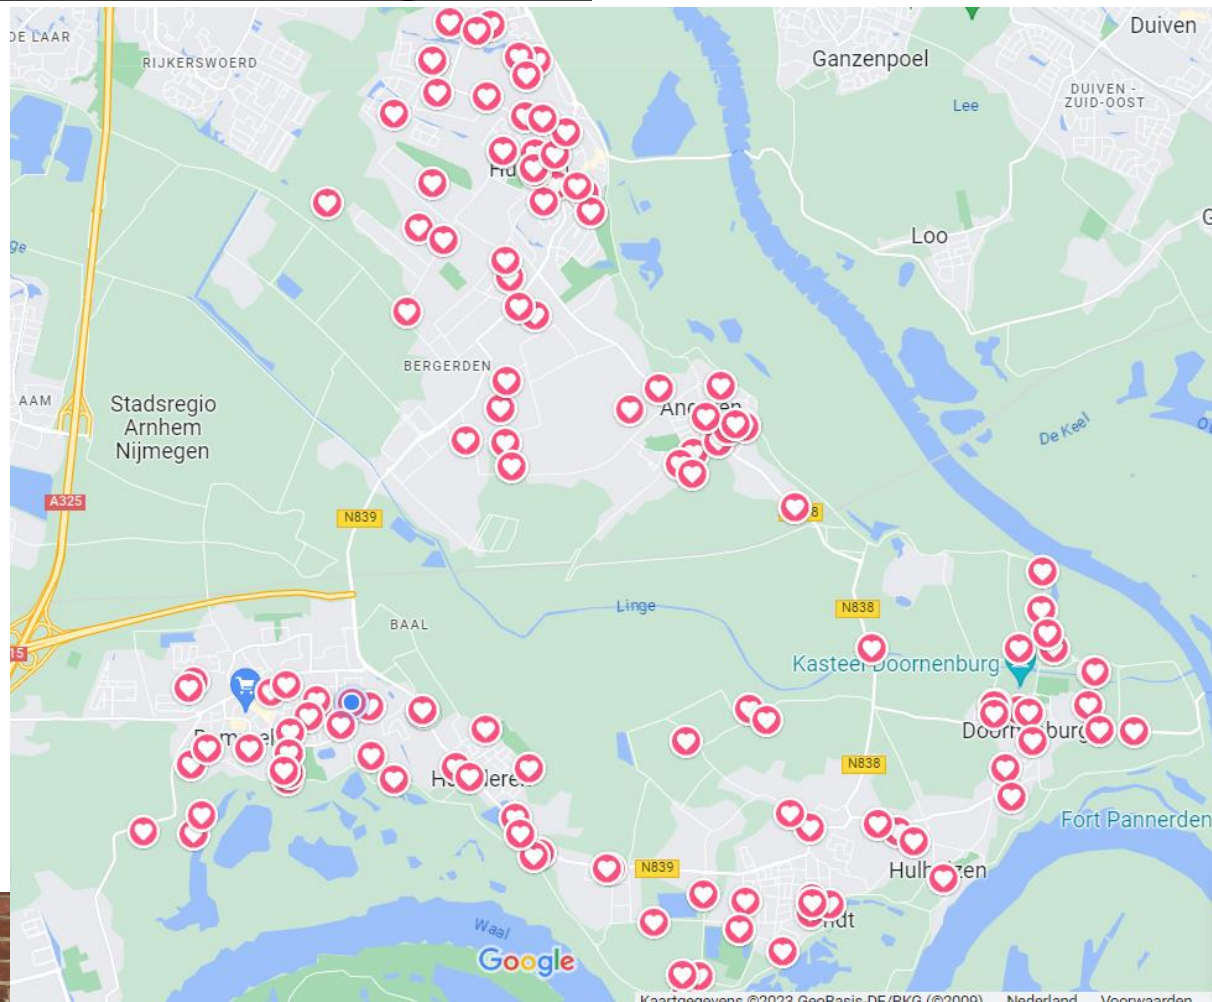 Duiven
DE LAAR
RIJKERSWOERD
Ganzenpoel
DUIVEN -
ZUID-OOST
Lee
Loo
BERGERDEN
AAM
Stadsregio
Arnhem
Nijmegen
De Keel
A325
N839
N838
Linge
BAAL
15
Kasteel Doornenburg
N838
Fort Pannerden
N839
Waal
Google
Kaartgegevens ©2023 GeoBasis-DE/BKG (©2009) Nederland Voorwaarden